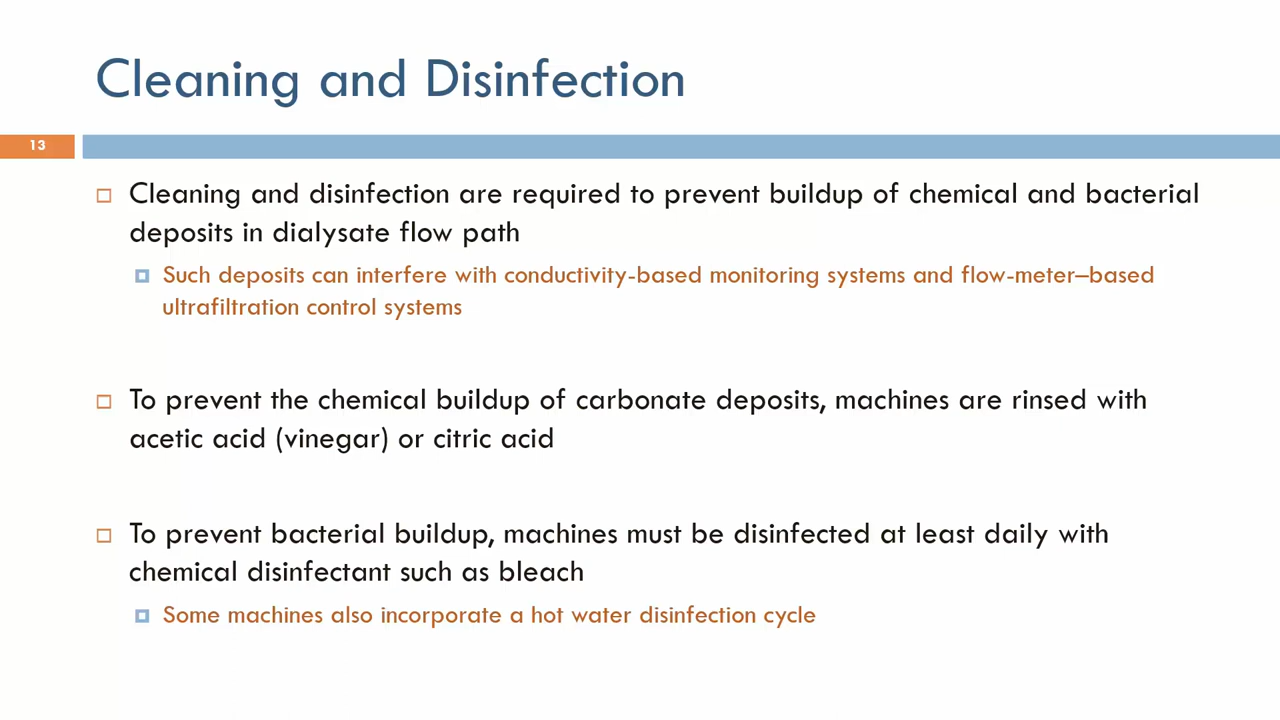 Cleaning and Disinfection
13
Cleaning and disinfection are required to prevent buildup of chemical and bacterial
deposits in dialysate flow path
Such deposits can interfere with conductivity-based monitoring systems and flow-meter–based
ultrafiltration control systems
To prevent the chemical buildup of carbonate deposits, machines are rinsed with
acetic acid (vinegar) or citric acid
To prevent bacterial buildup, machines must be disinfected at least daily with
chemical disinfectant such as bleach
Some machines also incorporate a hot water disinfection cycle